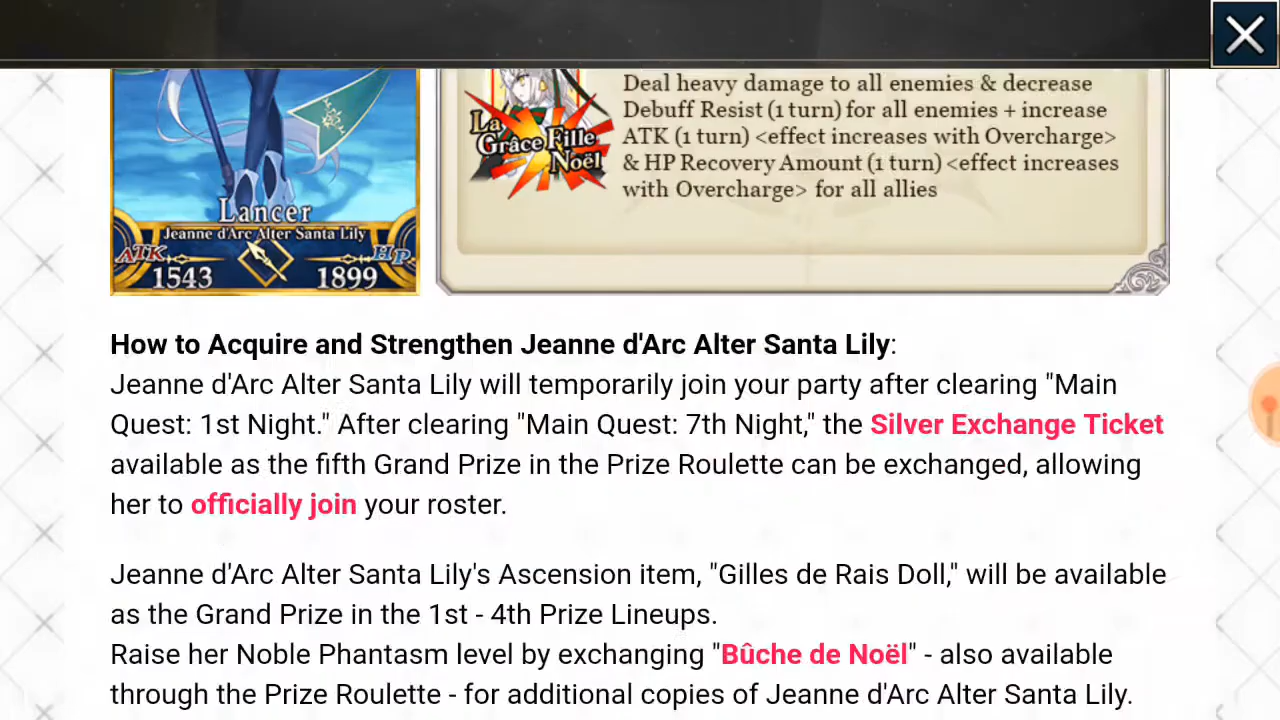 Deal heavy damage to all enemies & decrease
Debuff Resist (1 turn) for all enemies + increase
ATK (1 turn) <effect increases with Overcharge>
& HP Recovery Amount (1 turn) <effect increases
with Overcharge> for all allies
La
Grâce Fille
Noël
Lancer
Jeanne d'Arc Alter Santa Lily
ATK HP
1543 1899
How to Acquire and Strengthen Jeanne d'Arc Alter Santa Lily:
Jeanne d'Arc Alter Santa Lily will temporarily join your party after clearing "Main
Quest: 1st Night." After clearing "Main Quest: 7th Night," the Silver Exchange Ticket
available as the fifth Grand Prize in the Prize Roulette can be exchanged, allowing
her to officially join your roster.
Jeanne d'Arc Alter Santa Lily's Ascension item, "Gilles de Rais Doll," will be available
as the Grand Prize in the 1st - 4th Prize Lineups.
Raise her Noble Phantasm level by exchanging "Bûche de Noël" - also available
through the Prize Roulette - for additional copies of Jeanne d'Arc Alter Santa Lily.